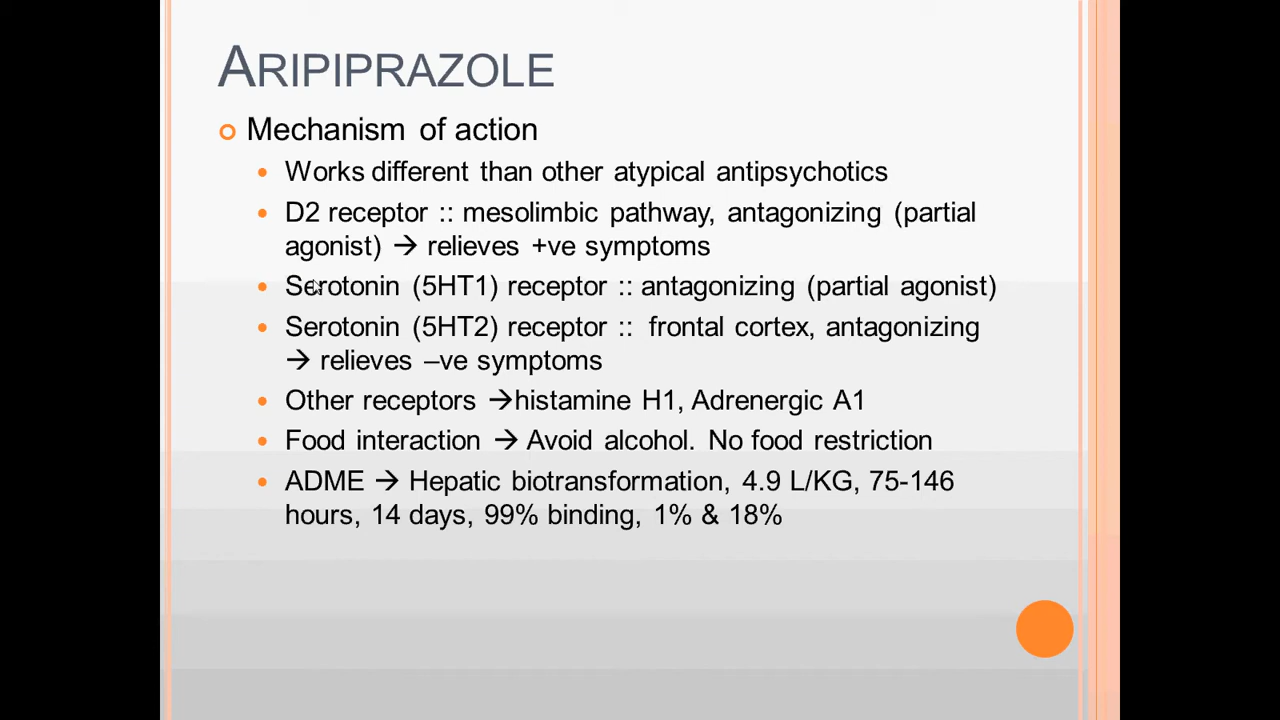 ARIPIPRAZOLE
Mechanism of action
Works different than other atypical antipsychotics
D2 receptor :: mesolimbic pathway, antagonizing (partial
agonist) → relieves +ve symptoms
Serotonin (5HT1) receptor :: antagonizing (partial agonist)
Serotonin (5HT2) receptor :: frontal cortex, antagonizing
→ relieves –ve symptoms
Other receptors →histamine H1, Adrenergic A1
Food interaction → Avoid alcohol. No food restriction
ADME → Hepatic biotransformation, 4.9 L/KG, 75-146
hours, 14 days, 99% binding, 1% & 18%